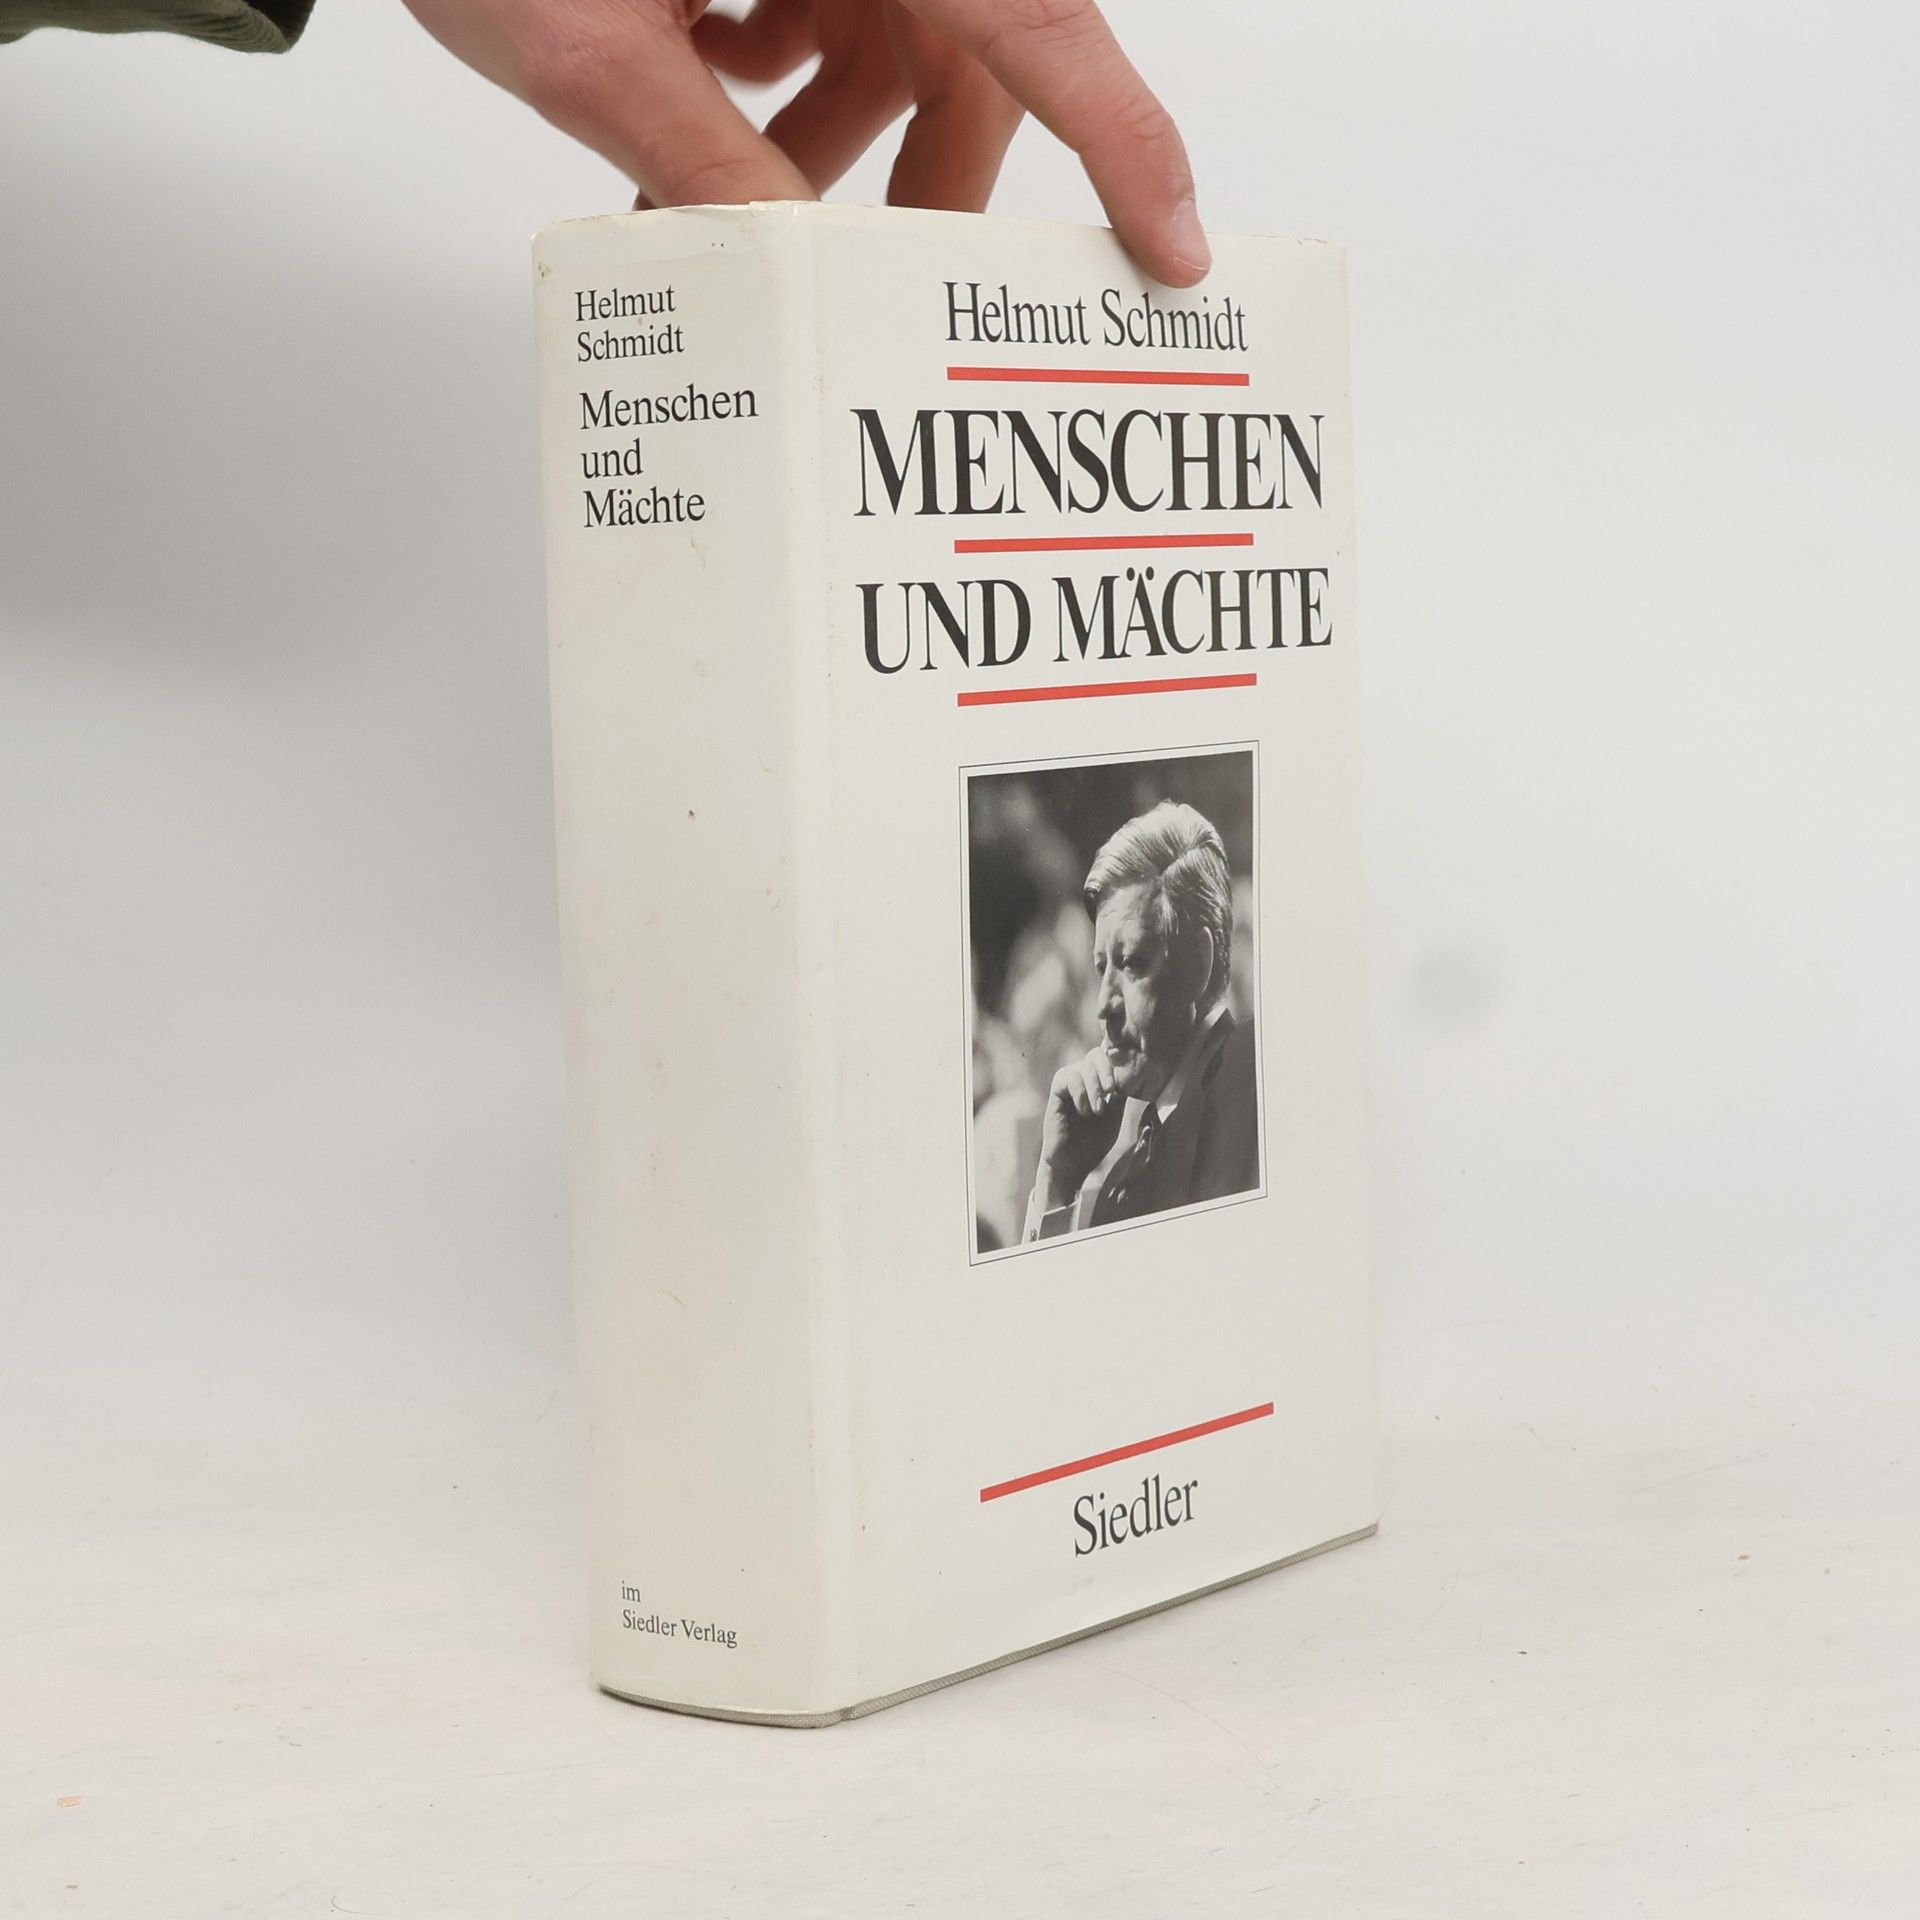 Helmut
Schmidt
Menschen
und
Mächte
im
Siedler Verlag
Helmut Schmidt
MENSCHEN
UND MÄCHTE
Siedler